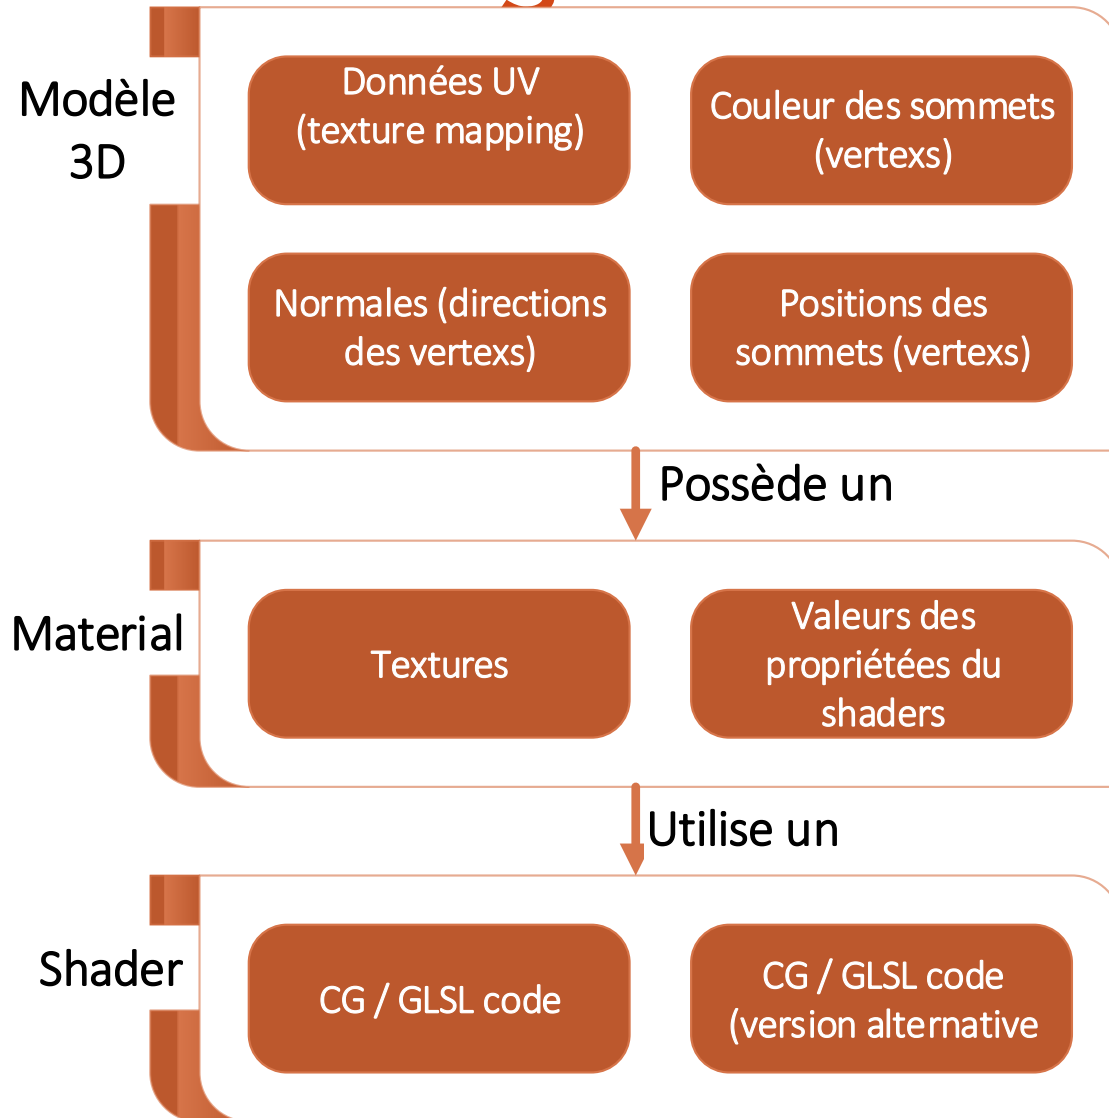 Modèle
3D
Données UV
(texture mapping)
Couleur des sommets
(vertexs)
Normales (directions
des vertexs)
Positions des
sommets (vertexs)
Possède un
Material
Textures
Valeurs des
propriétées du
shaders
Utilise un
Shader
CG / GLSL code
CG / GLSL code
(version alternative